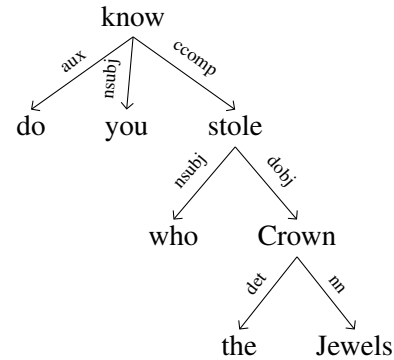 know
aux nsubj ccomp
do you stole
nsubj dobj
who Crown
det nn
the Jewels